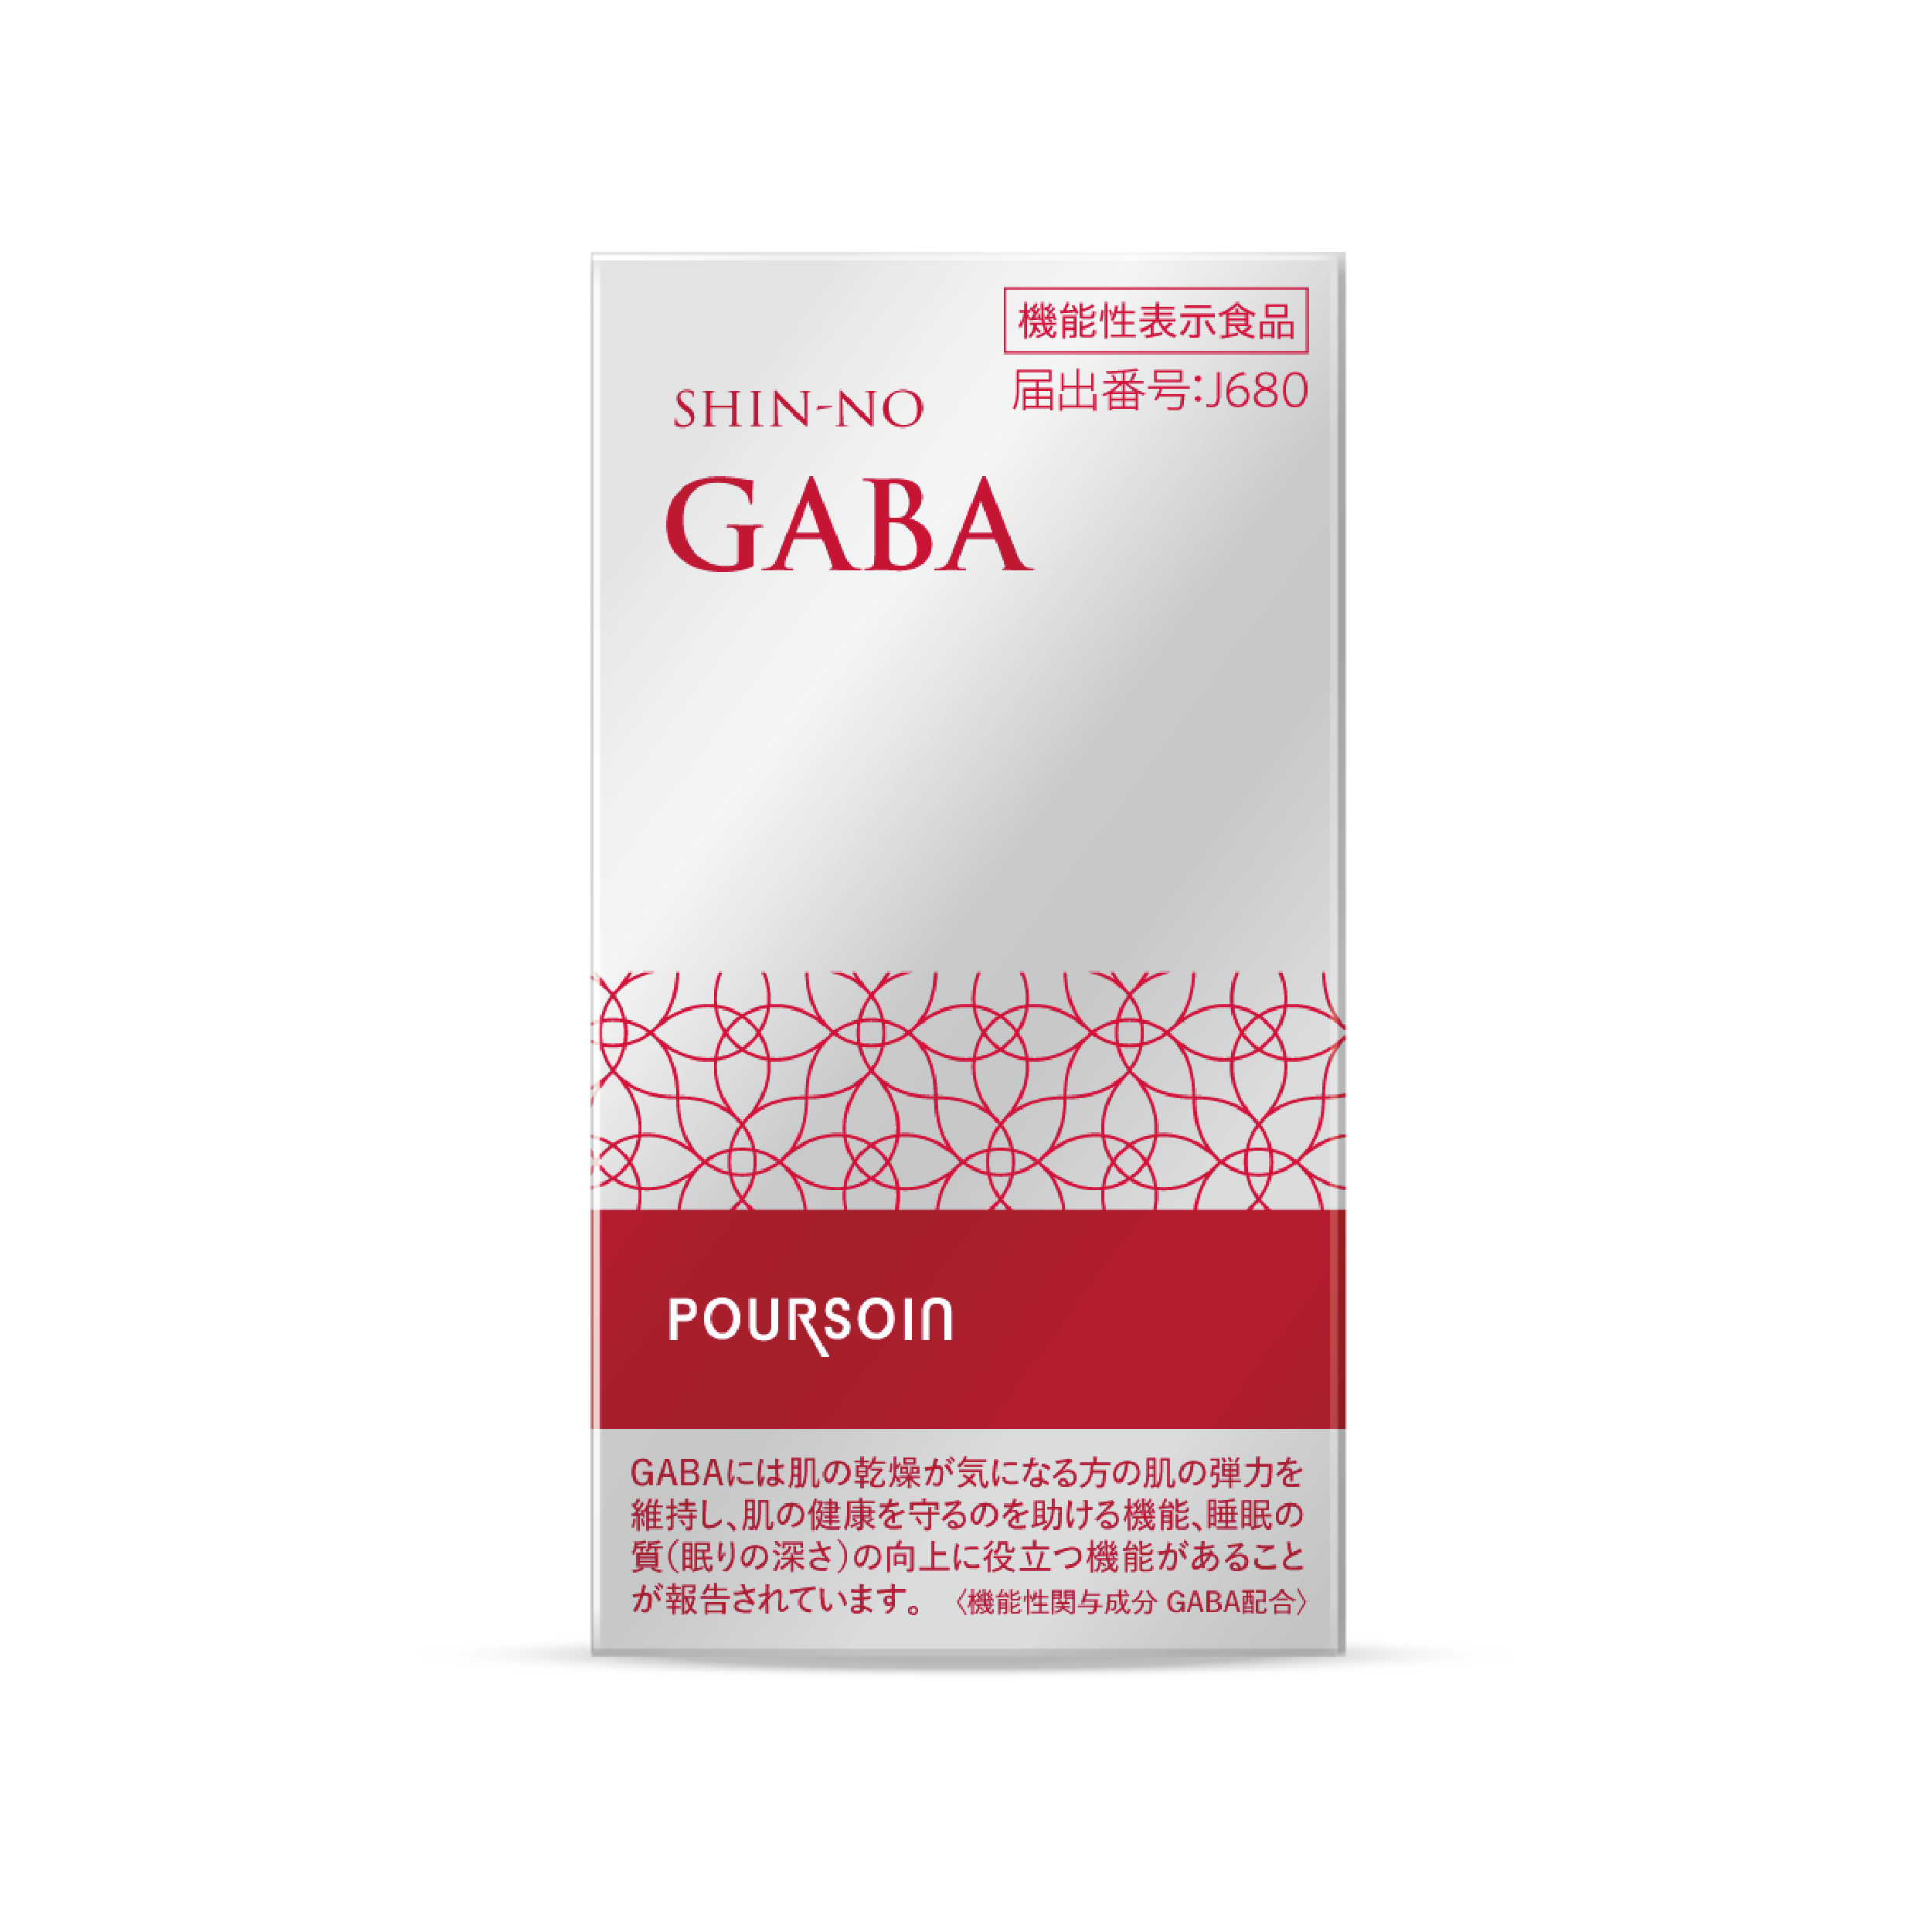 機能性表示食品
届出番号:J680
SHIN-NO
GABA
POURSOIN
GABAには肌の乾燥が気になる方の肌の弾力を
維持し、肌の健康を守るのを助ける機能、睡眠の
質(眠りの深さ)の向上に役立つ機能があること
が報告されています。 〈機能性関与成分 GABA配合〉